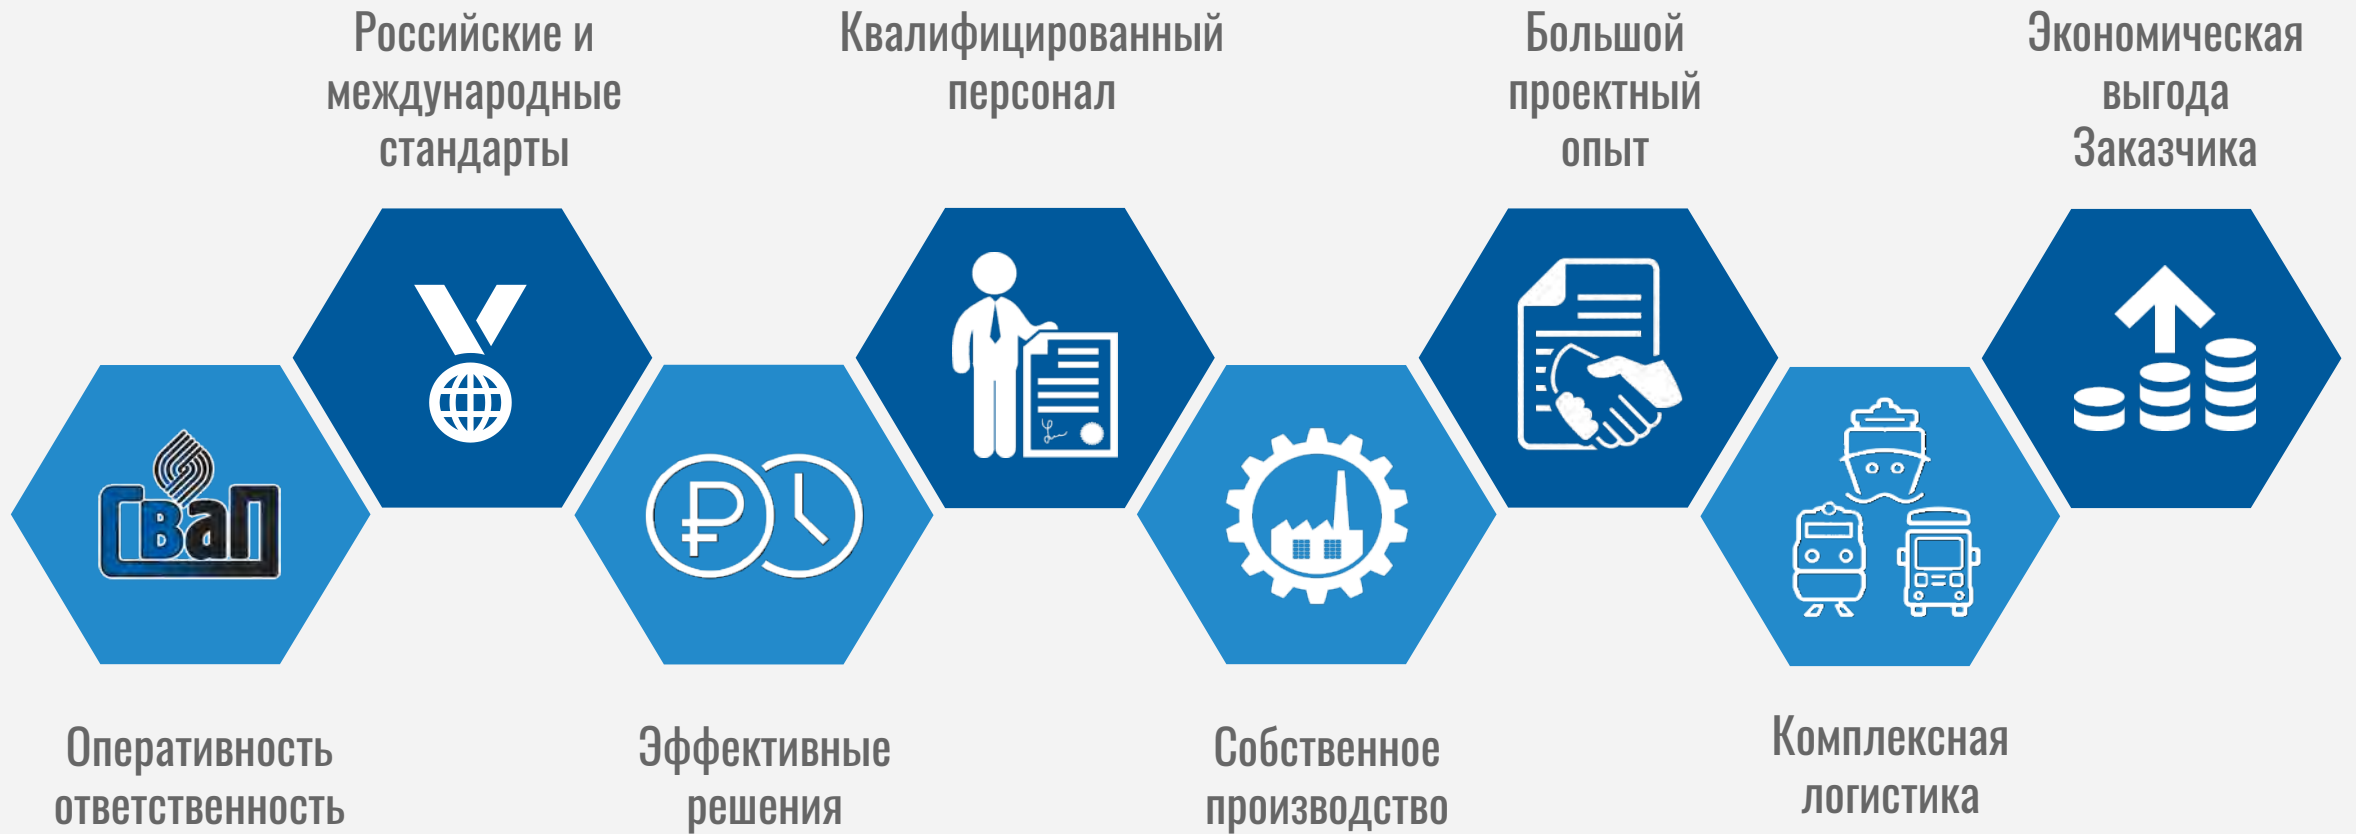 Российские и
международные
стандарты
Квалифицированный
персонал
Большой
проектный
опыт
Экономическая
выгода
Заказчика
СВАП
Оперативность
ответственность
Эффективные
решения
Собственное
производство
Комплексная
логистика